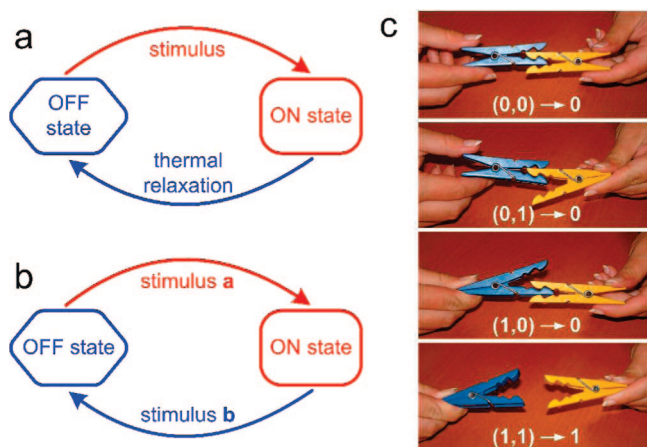 a
stimulus
OFF
state
ON state
thermal
relaxation
b
stimulus a
OFF state
ON state
stimulus b
c
(0,0) → 0
(0,1) → 0
(1,0) → 0
(1,1) → 1